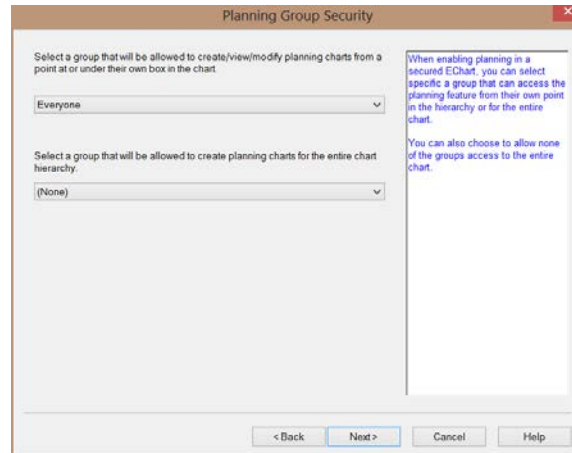 Planning Group Security
Select a group that will be allowed to create/view/modify planning charts from a
point at or under their own box in the chart.
Everyone
Select a group that will be allowed to create planning charts for the entire chart
hierarchy.
(None)
When enabling planning in a
secured EChart, you can select
specific a group that can access the
planning feature from their own point
in the hierarchy or for the entire
chart.
You can also choose to allow none
of the groups access to the entire
chart.
< Back
Next >
Cancel
Help